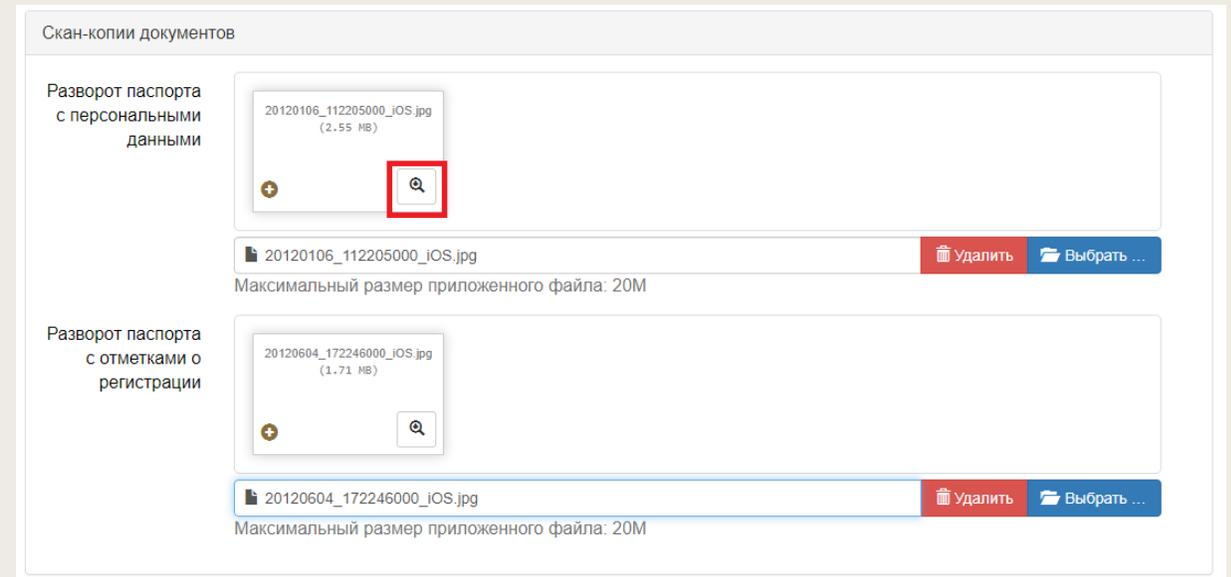 Скан-копии документов
Разворот паспорта
с персональными
данными
20120106_112205000_iOS.jpg
(2.55 MB)
20120106_112205000_iOS.jpg
Удалить
Выбрать ...
Максимальный размер приложенного файла: 20M
Разворот паспорта
с отметками о
регистрации
20120604_172246000_iOS.jpg
(1.71 MB)
20120604_172246000_iOS.jpg
Удалить
Выбрать ...
Максимальный размер приложенного файла: 20M